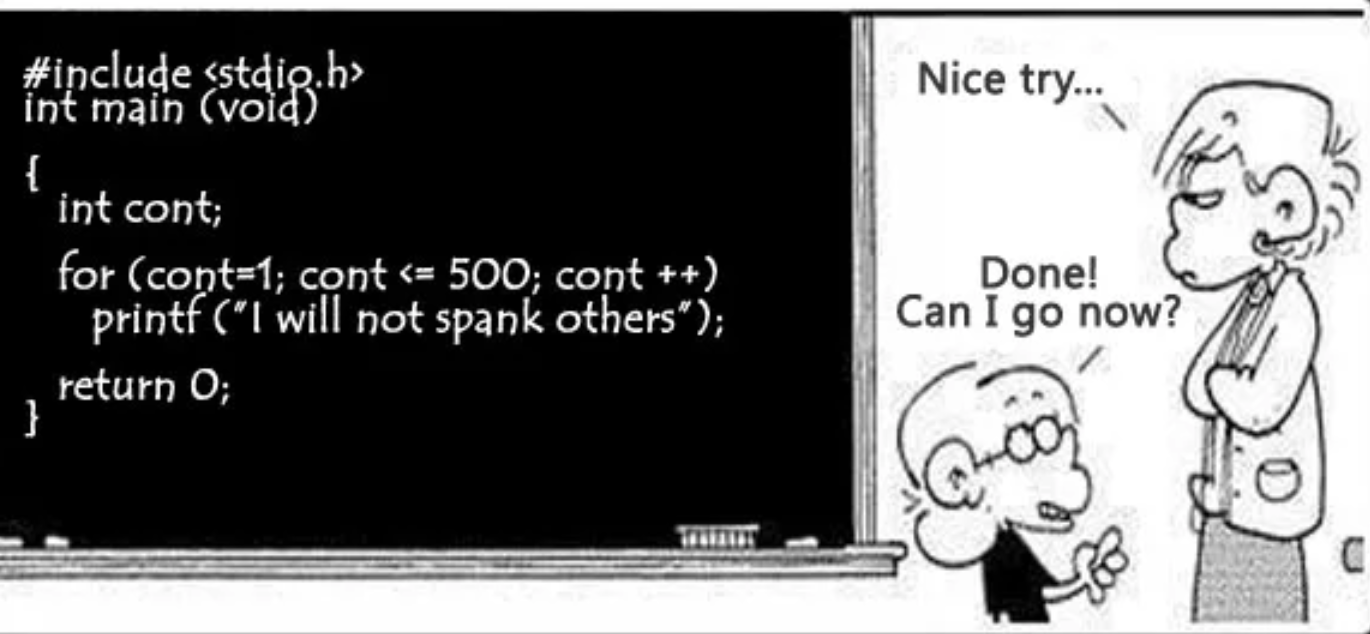 #include <stdio.h>
int main (void)
{
int cont;
for (cont=1; cont <= 500; cont ++)
printf ("I will not spank others");
return 0;
}
Nice try...
Done!
Can I go now?